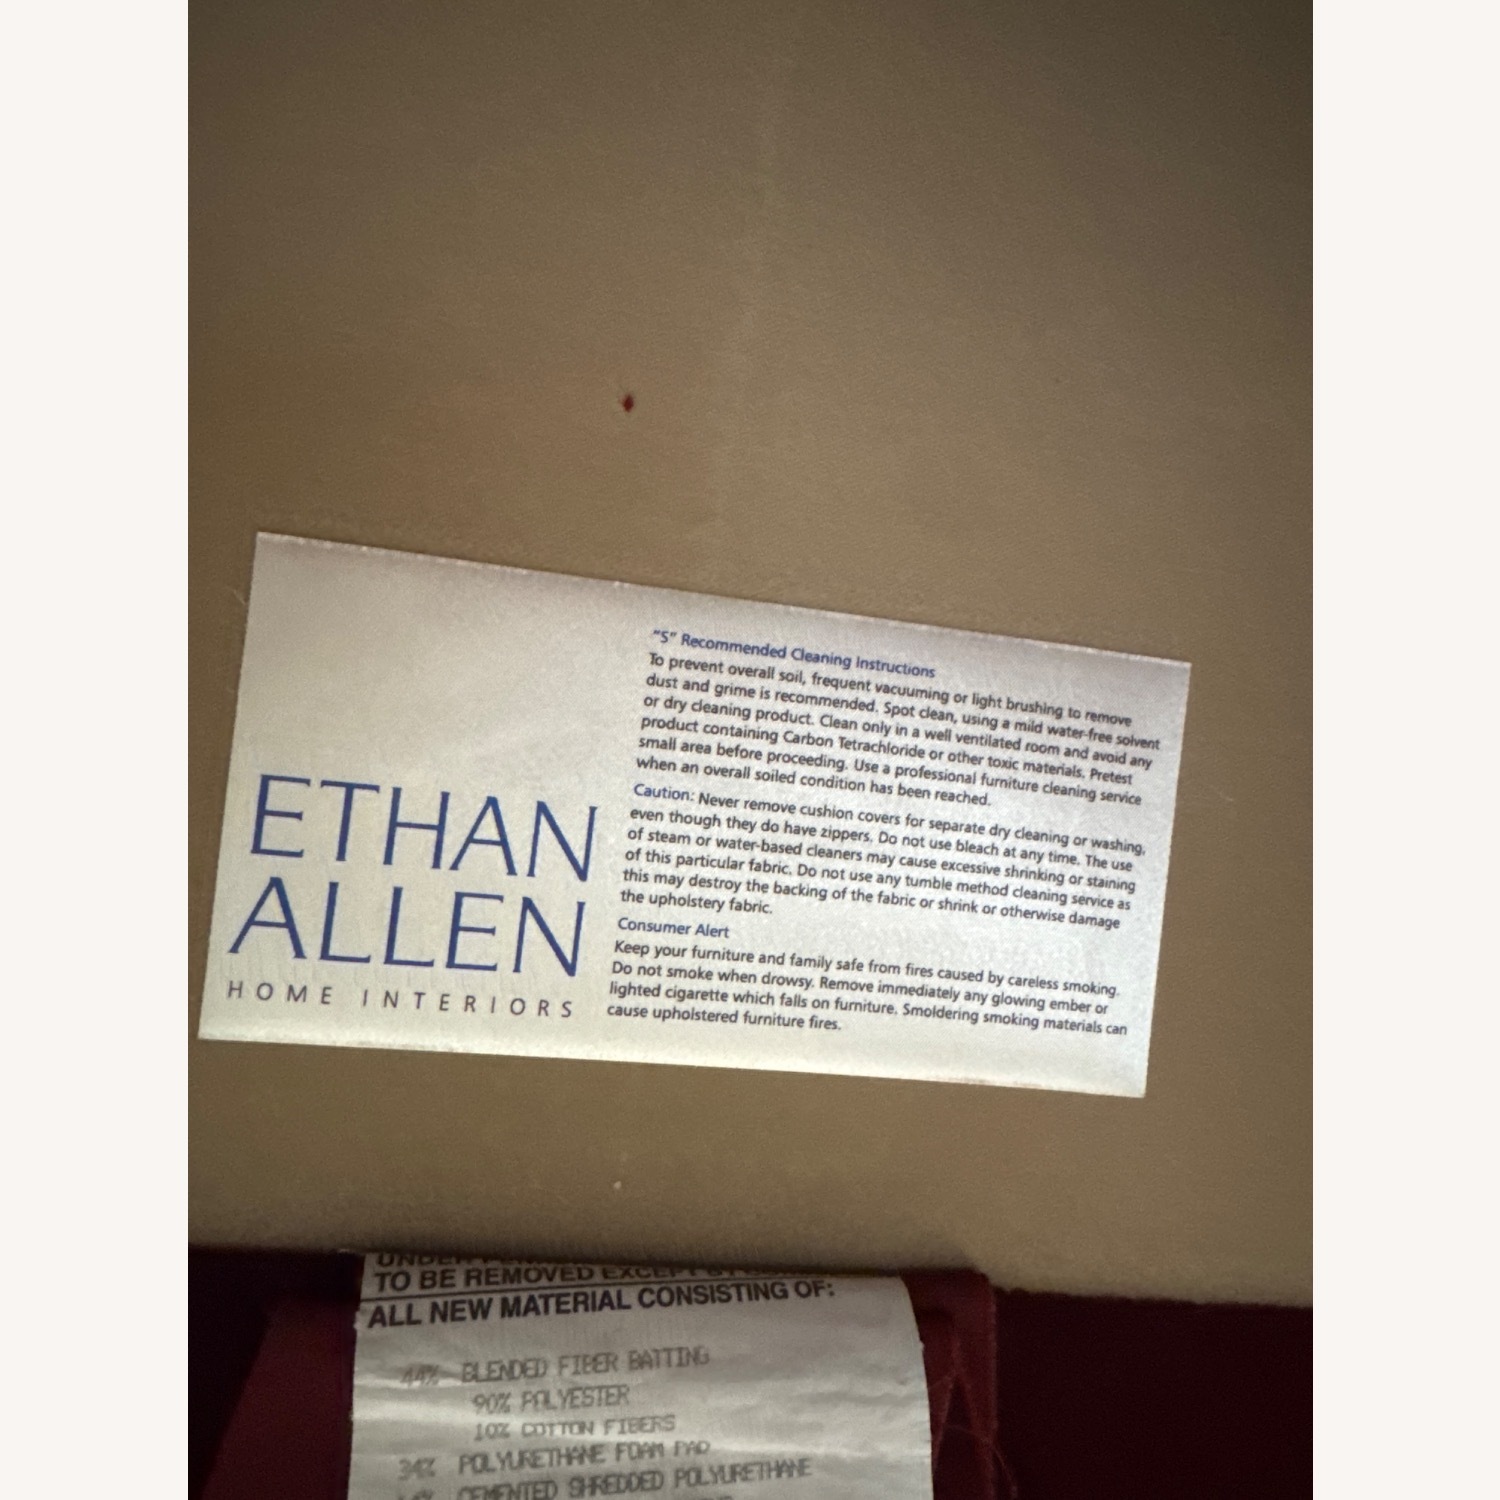 "S" Recommended Cleaning Instructions
To prevent overall soil, frequent vacuuming or light brushing to remove
dust and grime is recommended. Spot clean, using a mild water-free solvent
or dry cleaning product. Clean only in a well ventilated room and avoid any
product containing Carbon Tetrachloride or other toxic materials. Pretest
small area before proceeding. Use a professional furniture cleaning service
when an overall soiled condition has been reached.
Caution: Never remove cushion covers for separate dry cleaning or washing,
even though they do have zippers. Do not use bleach at any time. The use
of steam or water-based cleaners may cause excessive shrinking or staining
of this particular fabric. Do not use any tumble method cleaning service as
this may destroy the backing of the fabric or shrink or otherwise damage
the upholstery fabric.
Consumer Alert
Keep your furniture and family safe from fires caused by careless smoking.
Do not smoke when drowsy. Remove immediately any glowing ember or
lighted cigarette which falls on furniture. Smoldering smoking materials can
cause upholstered furniture fires.
ETHAN
ALLEN
HOME INTERIORS
UNDER
TO BE REMOVED EXCEPT
ALL NEW MATERIAL CONSISTING OF:
44% BLENDED FIBER BATTING
90% POLYESTER
10% COTTON FIBERS
34% POLYURETHANE FOAM PAD
CEMENTED SHREDDED POLYURETHANE